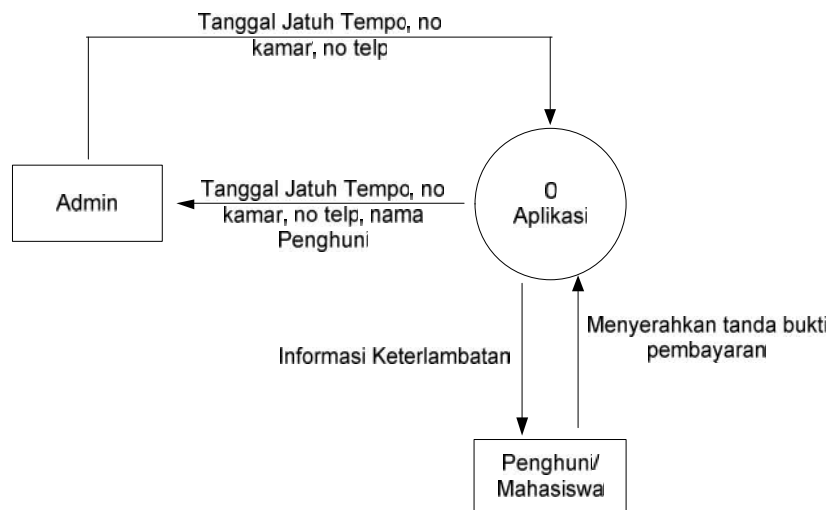 Tanggal Jatuh Tempo, no
kamar, no telp
Admin
Tanggal Jatuh Tempo, no
kamar, no telp, nama
Penghuni
0
Aplikasi
Informasi Keterlambatan
Menyerahkan tanda bukti
pembayaran
Penghuni/
Mahasiswa